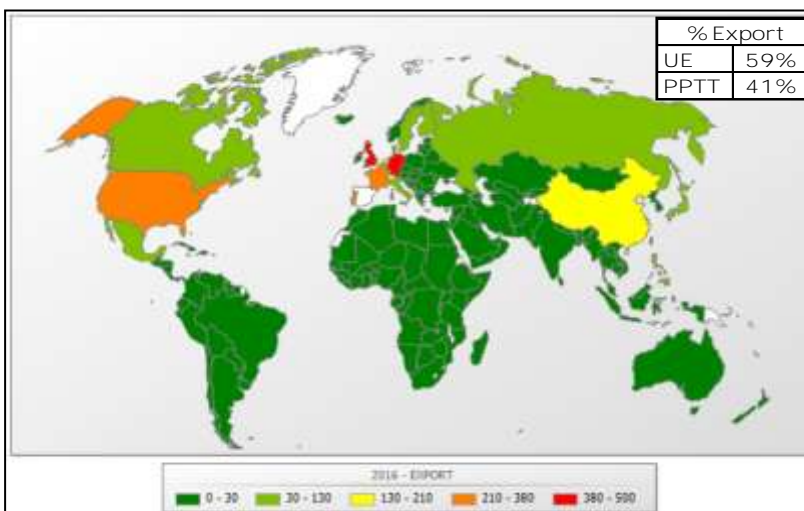 % Export
UE 59%
PPTT 41%
2016 - EXPORT
0 - 30 30 - 130 130 - 210 210 - 380 380 - 500